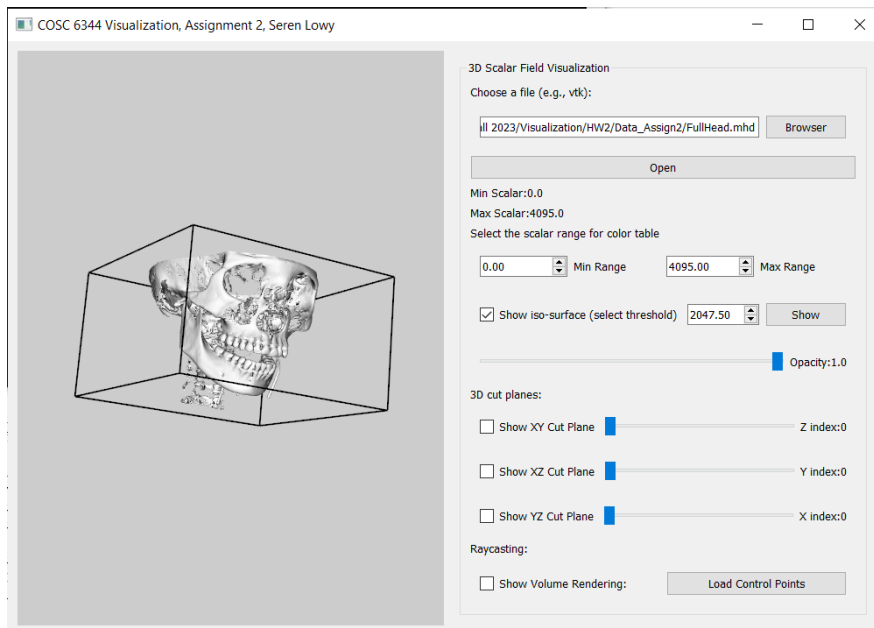 COSC 6344 Visualization, Assignment 2, Seren Lowy
3D Scalar Field Visualization
Choose a file (e.g., vtk):
ll 2023/Visualization/HW2/Data_Assign2/FullHead.mhd Browser
Open
Min Scalar:0.0
Max Scalar:4095.0
Select the scalar range for color table
0.00 Min Range 4095.00 Max Range
Show iso-surface (select threshold) 2047.50 Show
Opacity:1.0
3D cut planes:
Show XY Cut Plane Z index:0
Show XZ Cut Plane Y index:0
Show YZ Cut Plane X index:0
Raycasting:
Show Volume Rendering: Load Control Points